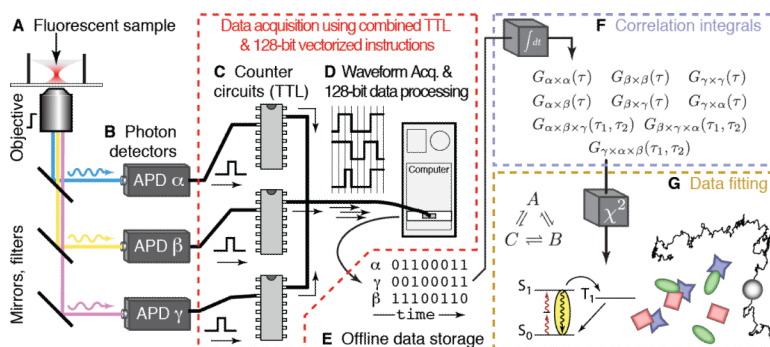 A Fluorescent sample
Objective
B Photon
detectors
APD α
APD β
APD γ
Mirrors, filters
Data acquisition using combined TTL
& 128-bit vectorized instructions
C Counter
circuits (TTL)
D Waveform Acq. &
128-bit data processing
Computer
α 01100011
γ 00100011
β 11100110
time
E Offline data storage
∫dt
F Correlation integrals
Gα×α(τ) Gβ×β(τ) Gγ×γ(τ)
Gα×β(τ) Gβ×γ(τ) Gγ×α(τ)
Gα×β×γ(τ1, τ2) Gβ×γ×α(τ1, τ2)
Gγ×α×β(τ1, τ2)
G Data fitting
χ2
A
C ⇌ B
S1
T1
S0